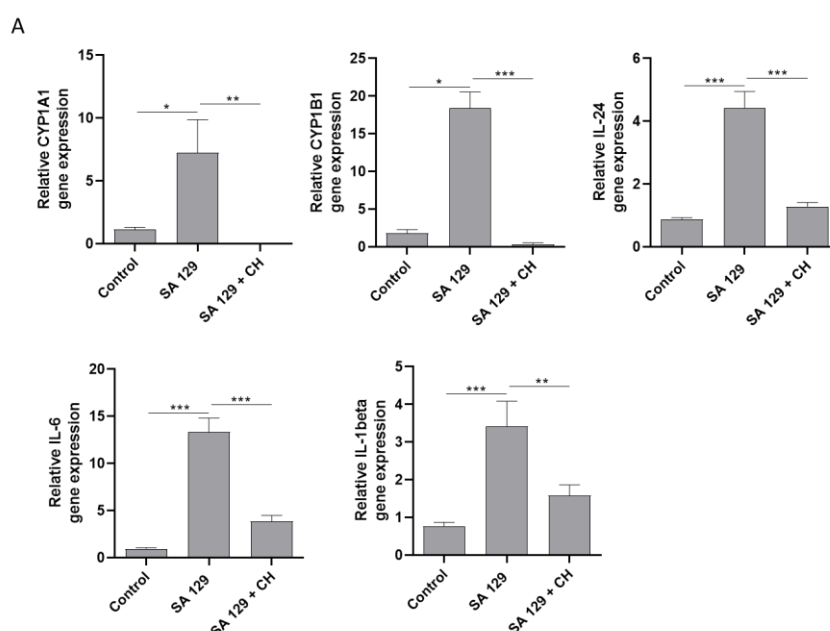 A
Relative CYP1A1
gene expression
15
10
5
0
*
**
Control
SA 129
SA 129 + CH
Relative CYP1B1
gene expression
25
20
15
10
5
0
*
***
Control
SA 129
SA 129 + CH
Relative IL-24
gene expression
6
4
2
0
***
***
Control
SA 129
SA 129 + CH
Relative IL-6
gene expression
20
15
10
5
0
***
***
Control
SA 129
SA 129 + CH
Relative IL-1beta
gene expression
5
4
3
2
1
0
***
**
Control
SA 129
SA 129 + CH